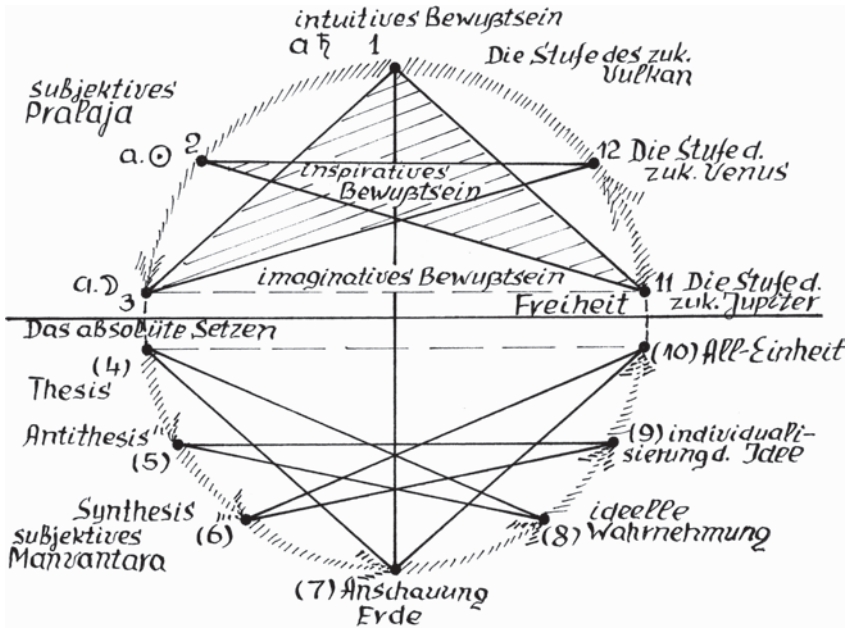 intuitives Bewußtsein
a ♄ 1
Die Stufe des zuk.
Vulkan
subjektives
Pralaja
2
a. ☉
12 Die Stufe d.
zuk. Venus
inspiratives
Bewußtsein
a. ☽
3
imaginatives Bewußtsein
11 Die Stufe d.
zuk. Jupiter
Freiheit
Das absolute Setzen
(4)
(10) All-Einheit
Thesis
Antithesis
(5)
(9) individuali-
sierung d. Idee
Synthesis
(6)
subjektives
Manvantara
ideelle
(8) Wahrnehmung
(7) Anschauung
Erde